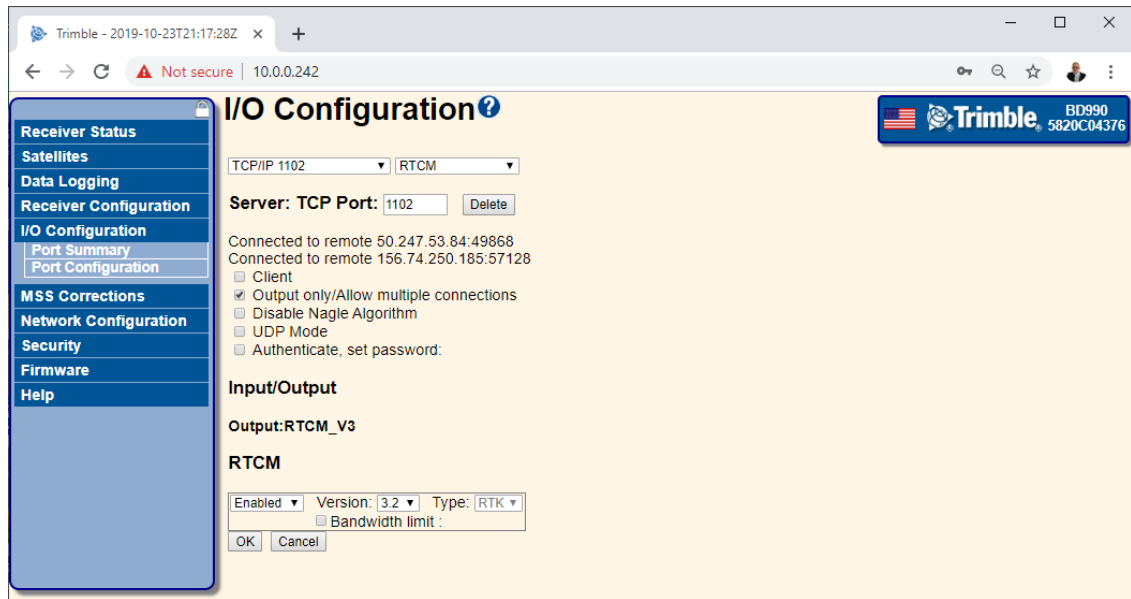 Trimble - 2019-10-23T21:17:28Z
Not secure | 10.0.0.242
Receiver Status
Satellites
Data Logging
Receiver Configuration
I/O Configuration
Port Summary
Port Configuration
MSS Corrections
Network Configuration
Security
Firmware
Help
I/O Configuration?
Trimble® BD990
5820C04376
TCP/IP 1102 RTCM
Server: TCP Port: 1102 Delete
Connected to remote 50.247.53.84:49868
Connected to remote 156.74.250.185:57128
Client
Output only/Allow multiple connections
Disable Nagle Algorithm
UDP Mode
Authenticate, set password:
Input/Output
Output:RTCM_V3
RTCM
Enabled Version: 3.2 Type: RTK
Bandwidth limit :
OK Cancel